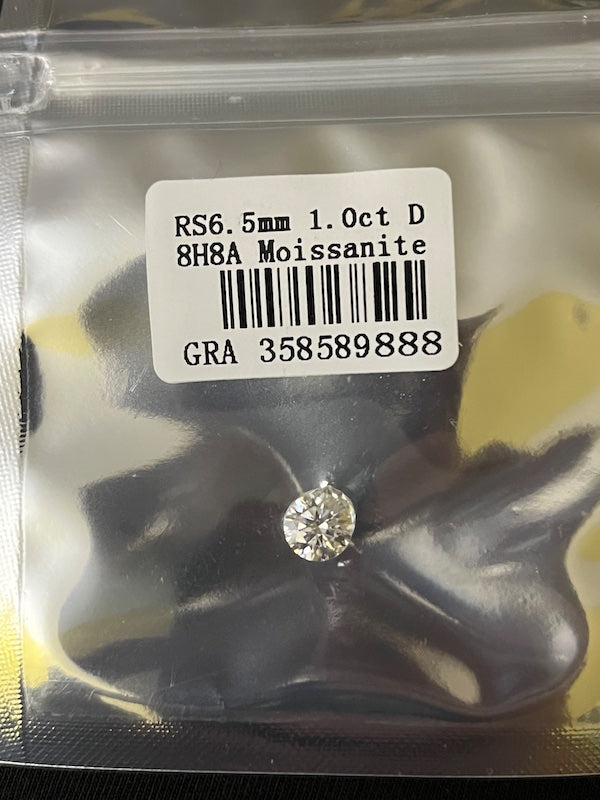 RS6.5mm 1.0ct D
8H8A Moissanite
GRA 358589888